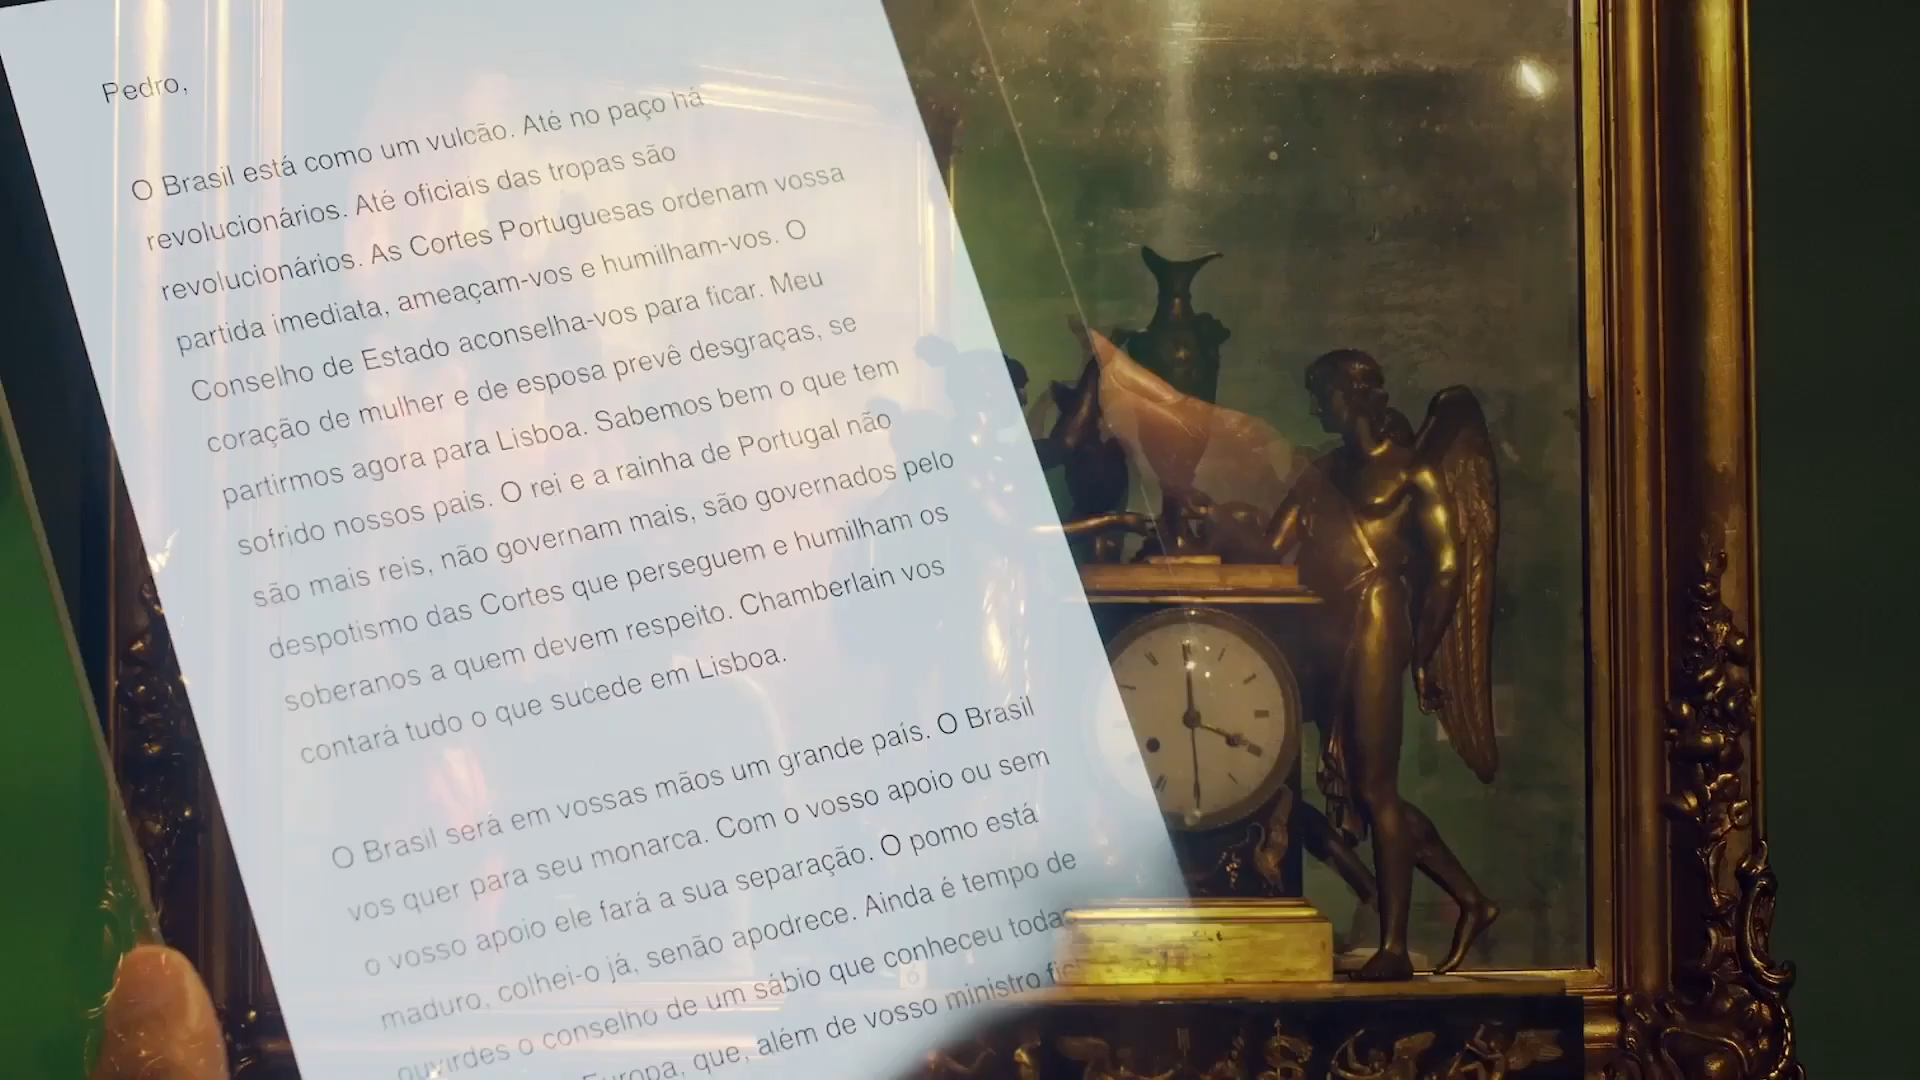 Pedro,
O Brasil está como um vulcão. Até no paço há
revolucionários. Até oficiais das tropas são
revolucionários. As Cortes Portuguesas ordenam vossa
partida imediata, ameaçam-vos e humilham-vos. O
Conselho de Estado aconselha-vos para ficar. Meu
coração de mulher e de esposa prevê desgraças, se
partirmos agora para Lisboa. Sabemos bem o que tem
sofrido nossos pais. O rei e a rainha de Portugal não
são mais reis, não governam mais, são governados pelo
despotismo das Cortes que perseguem e humilham os
soberanos a quem devem respeito. Chamberlain vos
contará tudo o que sucede em Lisboa.
O Brasil será em vossas mãos um grande país. O Brasil
vos quer para seu monarca. Com o vosso apoio ou sem
o vosso apoio ele fará a sua separação. O pomo está
maduro, colhei-o já, senão apodrece. Ainda é tempo de
ouvirdes o conselho de um sábio que conheceu todas
Europa, que, além de vosso ministro